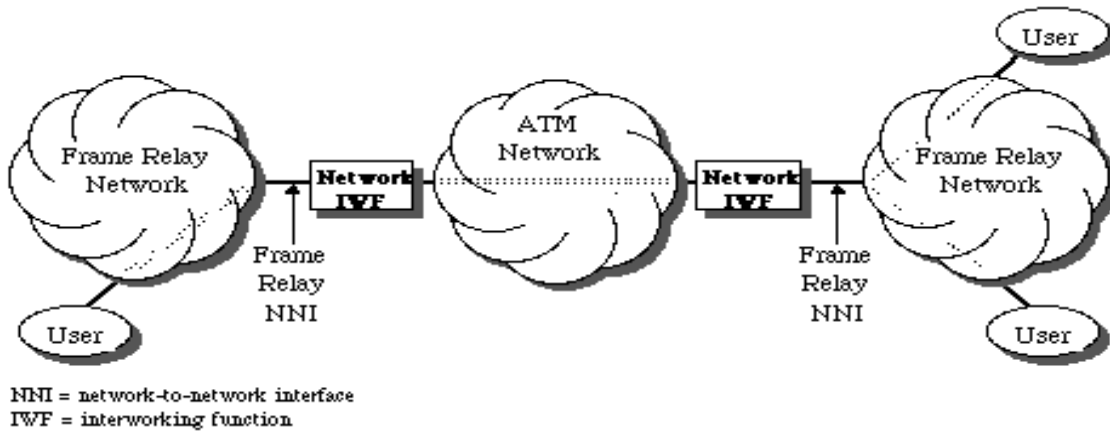 User
Frame Relay
Network
Network
IWF
ATM
Network
Network
IWF
Frame Relay
Network
Frame
Relay
NNI
Frame
Relay
NNI
User
User
NNI = network-to-network interface
IWF = interworking function